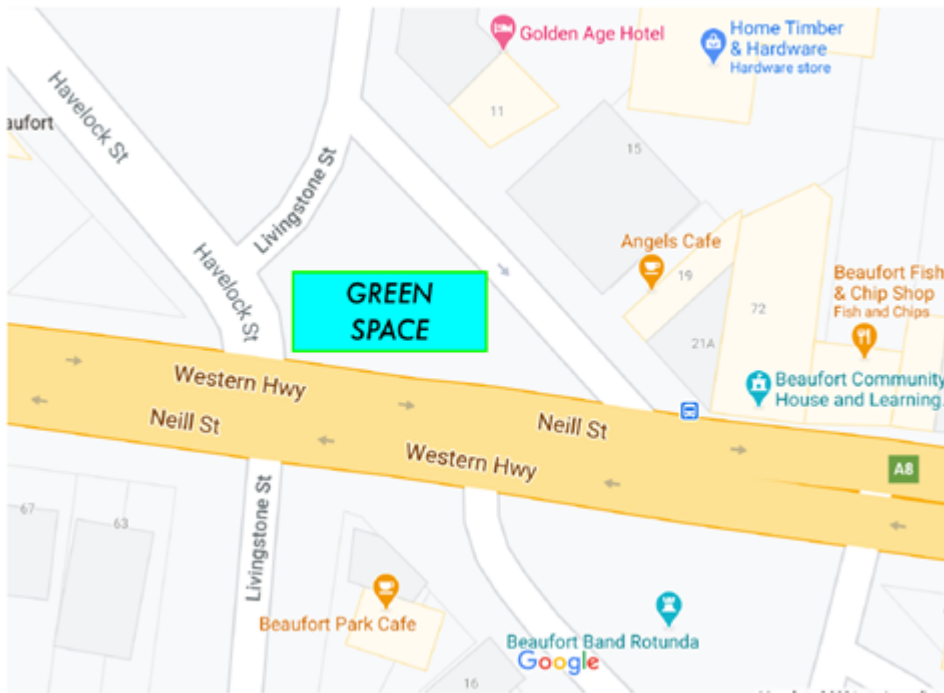 Golden Age Hotel
Home Timber
& Hardware
Hardware store
Havelock St
aufort
11
15
Livingstone St
Havelock St
Angels Cafe
19
GREEN
SPACE
Beaufort Fish
& Chip Shop
Fish and Chips
72
21A
Western Hwy
Beaufort Community
House and Learning.
Neill St
Neill St
Western Hwy
A8
67
63
Livingstone St
Beaufort Park Cafe
Beaufort Band Rotunda
Google
16